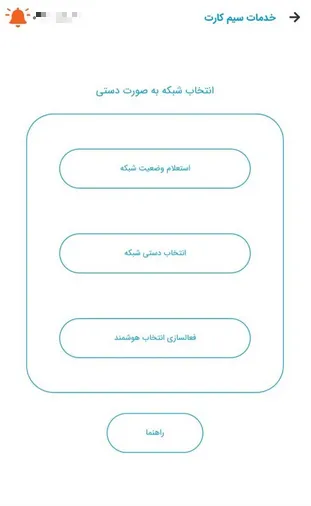 خدمات سیم کارت
انتخاب شبکه به صورت دستی
استعلام وضعیت شبکه
انتخاب دستی شبکه
فعالسازی انتخاب هوشمند
راهنما